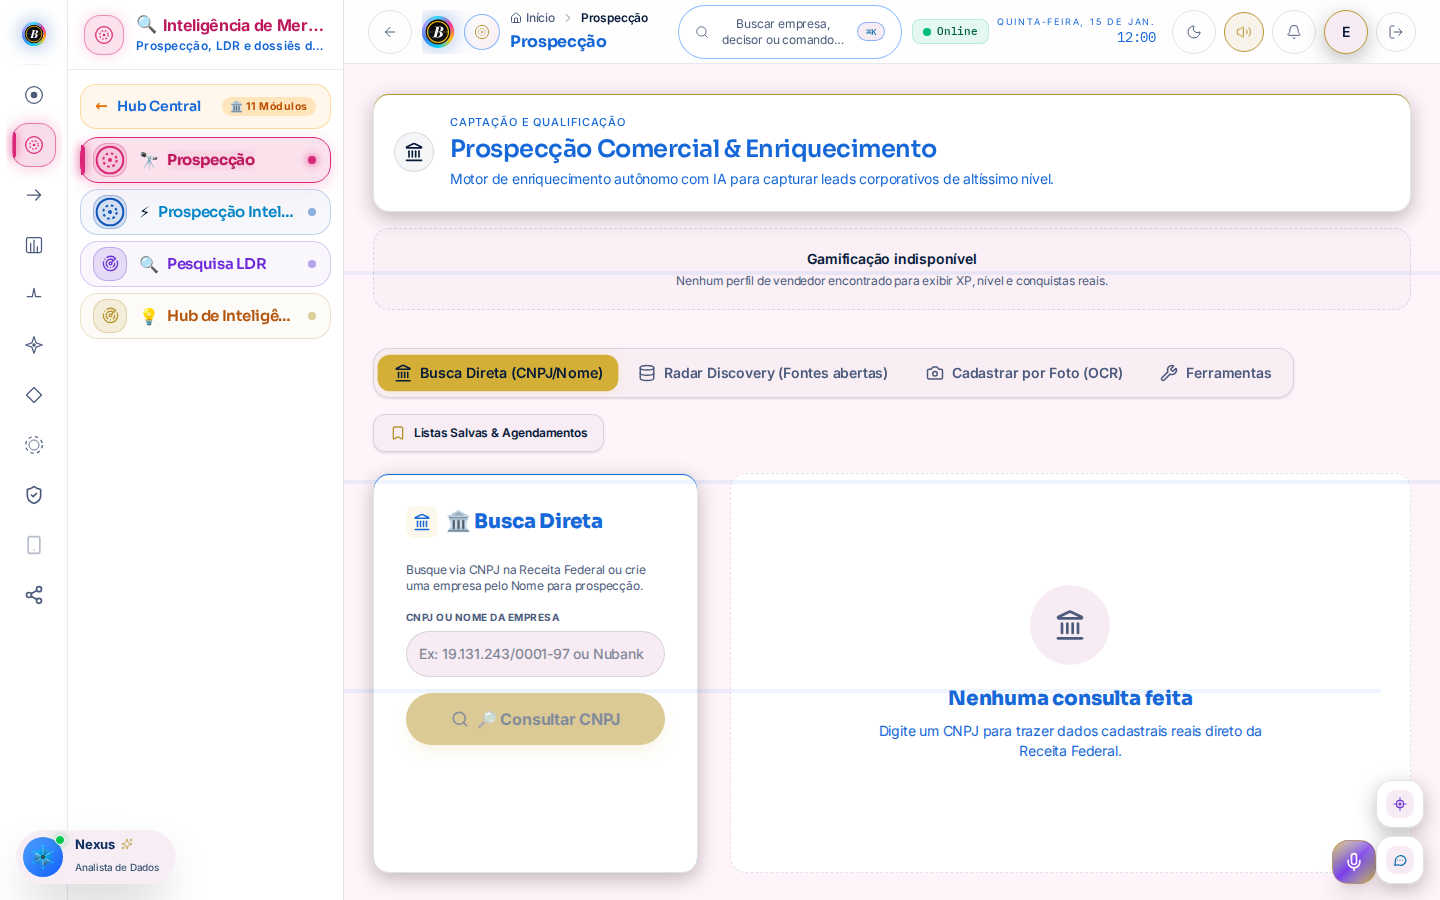 🔍 Inteligência de Mer...
Prospecção, LDR e dossiês d...
← Hub Central
🏛️ 11 Módulos
🔭 Prospecção
⚡ Prospecção Intel...
🔍 Pesquisa LDR
💡 Hub de Inteligê...
Nexus
Analista de Dados
B
Início > Prospecção
Prospecção
Buscar empresa,
decisor ou comando...
⌘K
Online
QUINTA-FEIRA, 15 DE JAN.
12:00
E
CAPTAÇÃO E QUALIFICAÇÃO
Prospecção Comercial & Enriquecimento
Motor de enriquecimento autônomo com IA para capturar leads corporativos de altíssimo nível.
Gamificação indisponível
Nenhum perfil de vendedor encontrado para exibir XP, nível e conquistas reais.
Busca Direta (CNPJ/Nome)
Radar Discovery (Fontes abertas)
Cadastrar por Foto (OCR)
Ferramentas
Listas Salvas & Agendamentos
🏛️ Busca Direta
Busque via CNPJ na Receita Federal ou crie
uma empresa pelo Nome para prospecção.
CNPJ OU NOME DA EMPRESA
Ex: 19.131.243/0001-97 ou Nubank
🔎 Consultar CNPJ
Nenhuma consulta feita
Digite um CNPJ para trazer dados cadastrais reais direto da
Receita Federal.